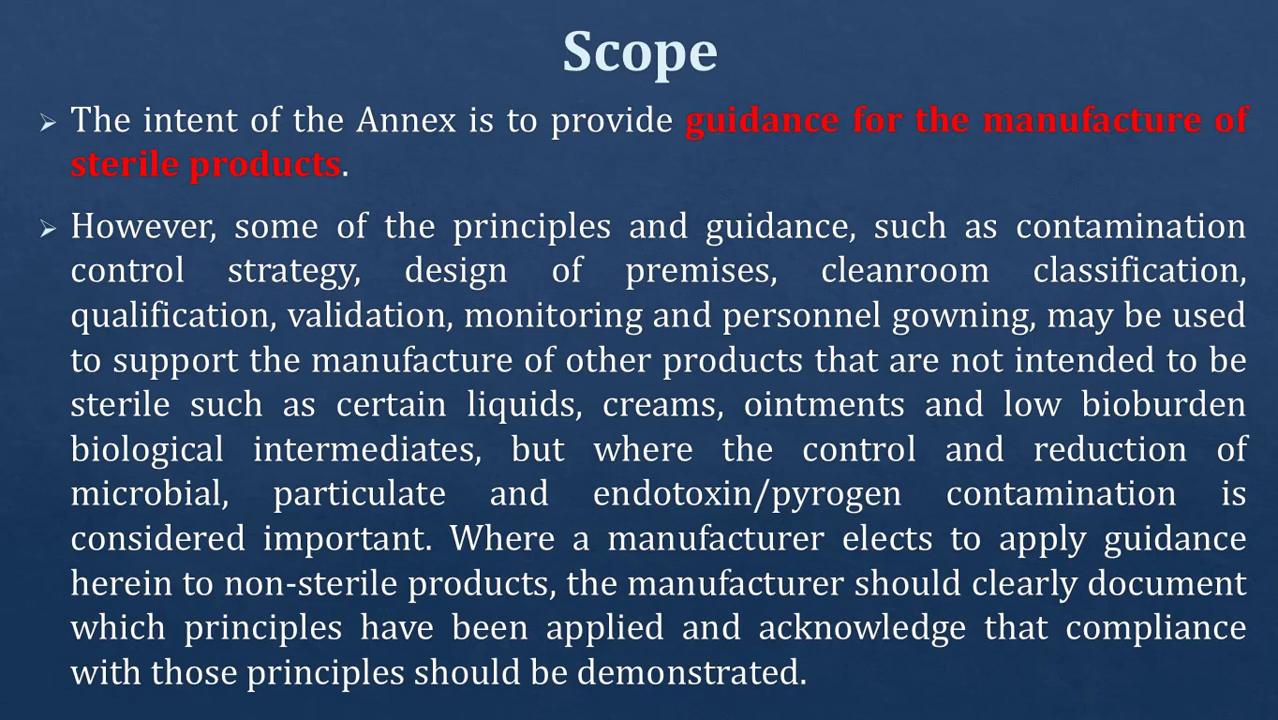 Scope
➢ The intent of the Annex is to provide guidance for the manufacture of
sterile products.
➢ However, some of the principles and guidance, such as contamination
control strategy, design of premises, cleanroom classification,
qualification, validation, monitoring and personnel gowning, may be used
to support the manufacture of other products that are not intended to be
sterile such as certain liquids, creams, ointments and low bioburden
biological intermediates, but where the control and reduction of
microbial, particulate and endotoxin/pyrogen contamination is
considered important. Where a manufacturer elects to apply guidance
herein to non-sterile products, the manufacturer should clearly document
which principles have been applied and acknowledge that compliance
with those principles should be demonstrated.